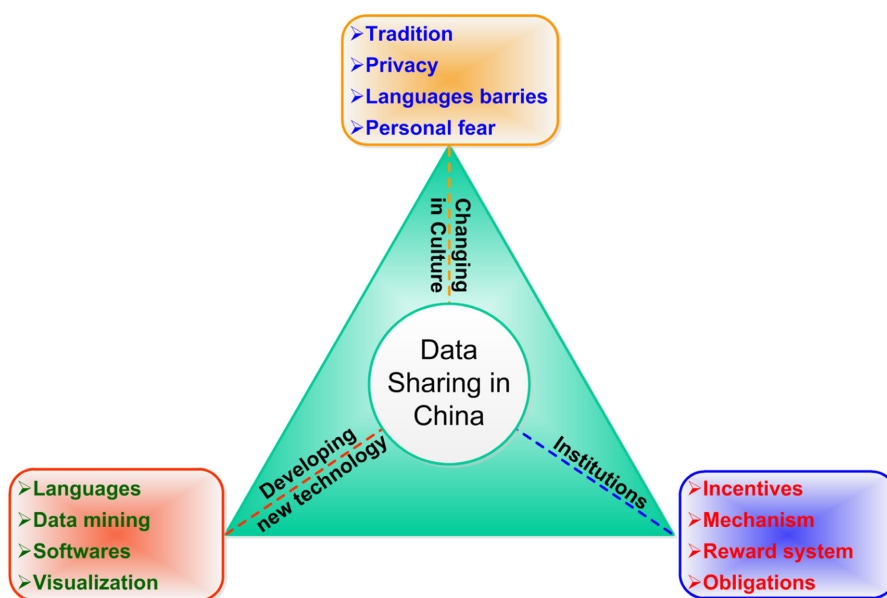 ➢Tradition
➢Privacy
➢Languages barries
➢Personal fear
Changing
in Culture
Data
Sharing in
China
Developing
new technology
Institutions
➢Languages
➢Data mining
➢Softwares
➢Visualization
➢Incentives
➢Mechanism
➢Reward system
➢Obligations